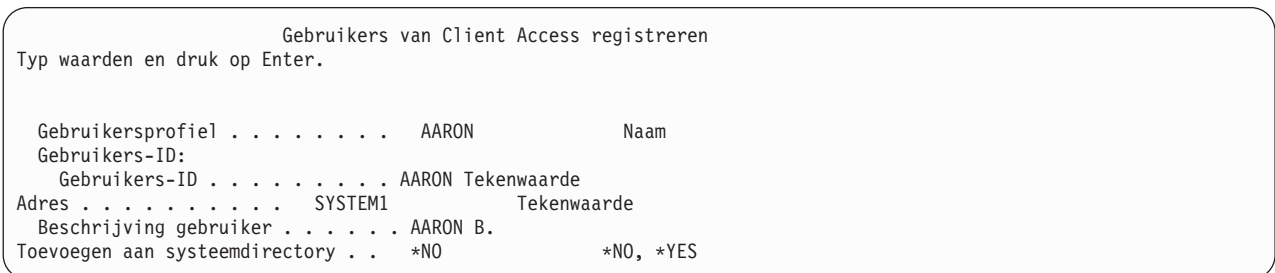 Gebruikers van Client Access registreren
Typ waarden en druk op Enter.
Gebruikersprofiel . . . . . . . . AARON Naam
Gebruikers-ID:
Gebruikers-ID . . . . . . . . . AARON Tekenwaarde
Adres . . . . . . . . . . SYSTEM1 Tekenwaarde
Beschrijving gebruiker . . . . . . AARON B.
Toevoegen aan systeemdirectory . . *NO *NO, *YES